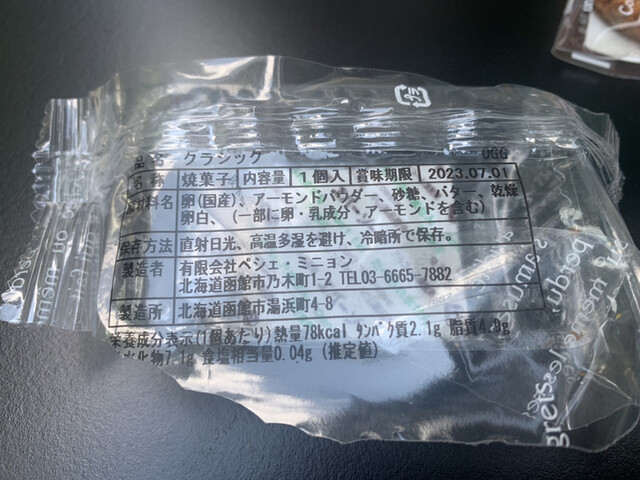 プラ
品名 クラシック OGG
名称 焼菓子 内容量 1個入 賞味期限 2023.07.01
原材料名 卵(国産)、アーモンドパウダー、砂糖、バター、乾燥
卵白、(一部に卵・乳成分・アーモンドを含む)
保存方法 直射日光、高温多湿を避け、冷暗所で保存。
製造者 有限会社ペシェ・ミニョン
北海道函館市乃木町1-2 TEL03-6665-7882
製造所 北海道函館市湯浜町4-8
栄養成分表示(1個あたり)熱量78kcal タンパク質2.1g 脂質4.9g
炭水化物7.1g 食塩相当量0.04g (推定値)